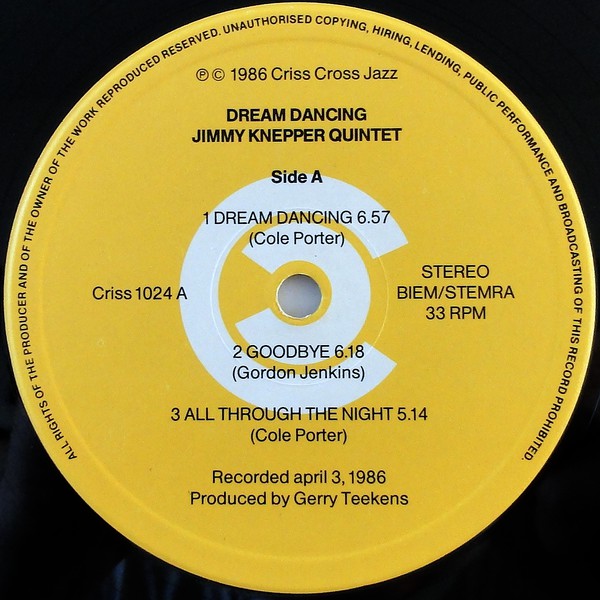 ALL RIGHTS OF THE PRODUCER AND OF THE OWNER OF THE WORK REPRODUCED RESERVED. UNAUTHORISED COPYING, HIRING, LENDING, PUBLIC PERFORMANCE AND BROADCASTING OF THIS RECORD PROHIBITED.
℗ © 1986 Criss Cross Jazz
DREAM DANCING
JIMMY KNEPPER QUINTET
Side A
1 DREAM DANCING 6.57
(Cole Porter)
Criss 1024 A
STEREO
BIEM/STEMRA
33 RPM
2 GOODBYE 6.18
(Gordon Jenkins)
3 ALL THROUGH THE NIGHT 5.14
(Cole Porter)
Recorded april 3, 1986
Produced by Gerry Teekens